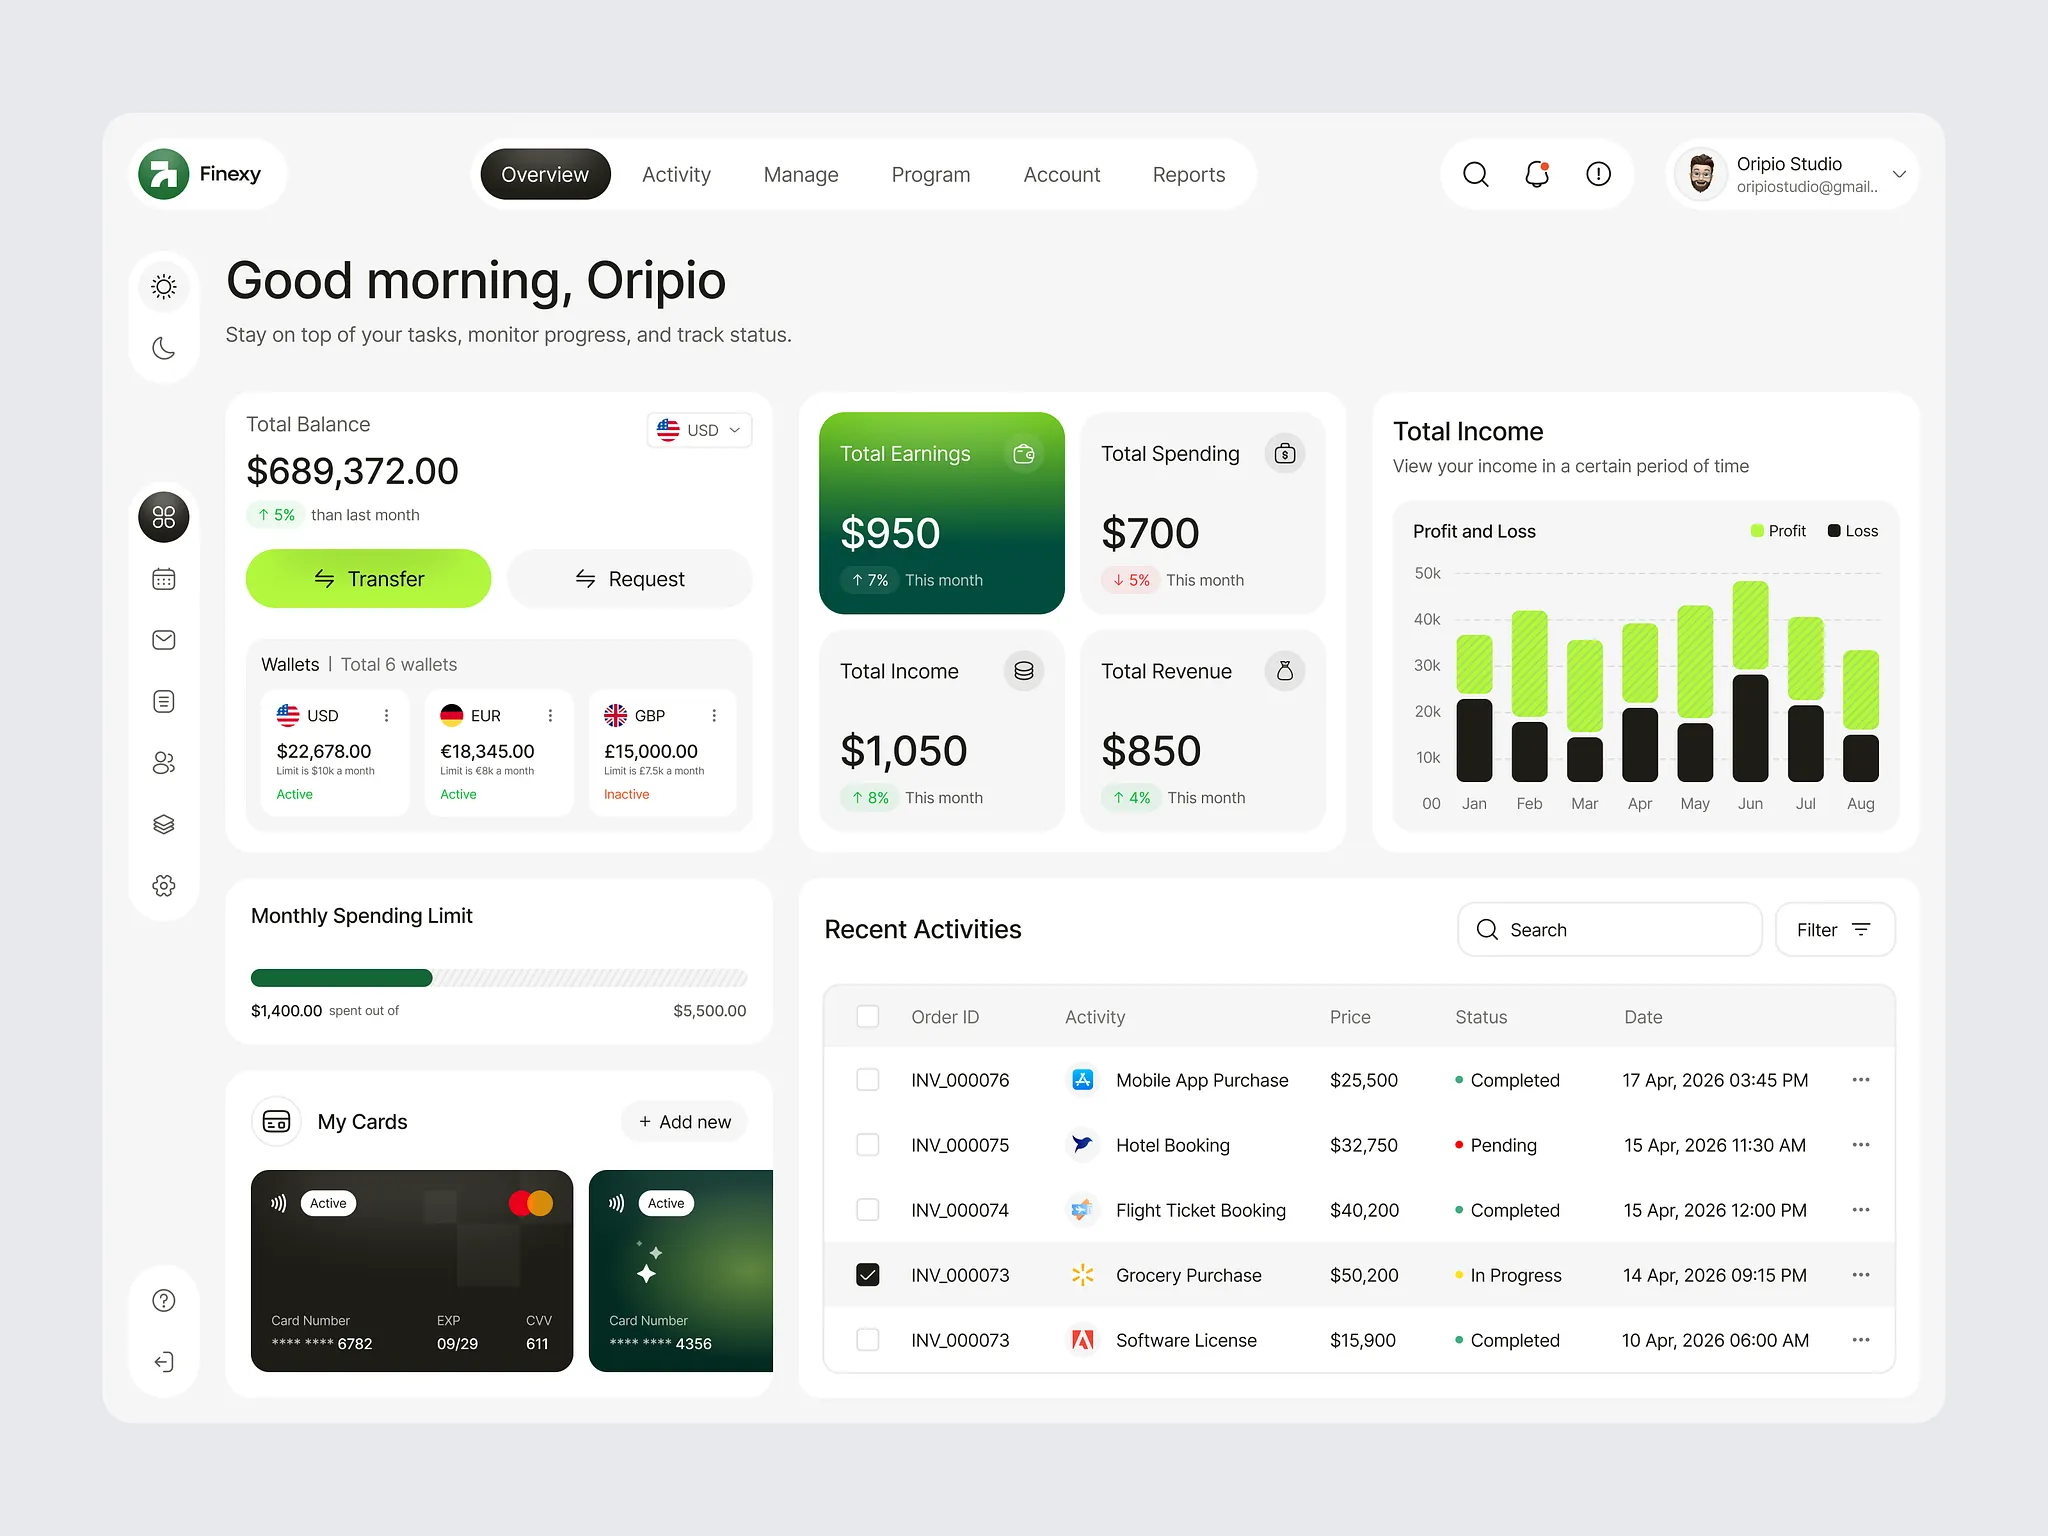 Finexy
Overview
Activity
Manage
Program
Account
Reports
Oripio Studio
oripiostudio@gmail..
Good morning, Oripio
Stay on top of your tasks, monitor progress, and track status.
Total Balance
USD
$689,372.00
↑ 5% than last month
Transfer
Request
Wallets | Total 6 wallets
USD
$22,678.00
Limit is $10k a month
Active
EUR
€18,345.00
Limit is €8k a month
Active
GBP
£15,000.00
Limit is £7.5k a month
Inactive
Total Earnings
$950
↑ 7% This month
Total Spending
$700
↓ 5% This month
Total Income
$1,050
↑ 8% This month
Total Revenue
$850
↑ 4% This month
Total Income
View your income in a certain period of time
Profit and Loss
Profit
Loss
50k
40k
30k
20k
10k
00 Jan Feb Mar Apr May Jun Jul Aug
Monthly Spending Limit
$1,400.00 spent out of $5,500.00
My Cards
+ Add new
Active
Card Number EXP CVV
**** **** 6782 09/29 611
Active
Card Number
**** **** 4356
Recent Activities
Search
Filter
Order ID Activity Price Status Date
INV_000076 Mobile App Purchase $25,500 Completed 17 Apr, 2026 03:45 PM
INV_000075 Hotel Booking $32,750 Pending 15 Apr, 2026 11:30 AM
INV_000074 Flight Ticket Booking $40,200 Completed 15 Apr, 2026 12:00 PM
INV_000073 Grocery Purchase $50,200 In Progress 14 Apr, 2026 09:15 PM
INV_000073 Software License $15,900 Completed 10 Apr, 2026 06:00 AM